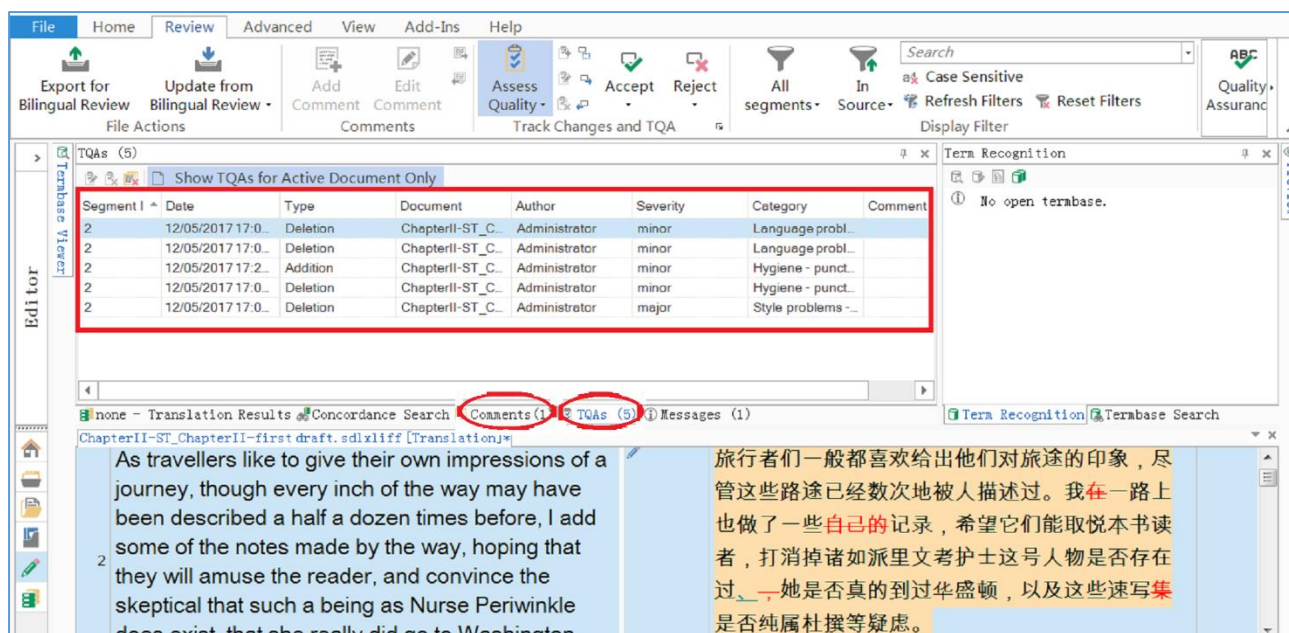 File Home Review Advanced View Add-Ins Help
Export for Bilingual Review
Update from Bilingual Review
File Actions
Add Comment
Edit Comment
Comments
Assess Quality
Accept
Reject
Track Changes and TQA
All segments
In Source
Search
Case Sensitive
Refresh Filters Reset Filters
Display Filter
ABC
Quality Assuranc
Editor
Termbase Viewer
TQAs (5)
Show TQAs for Active Document Only
Segment I Date Type Document Author Severity Category Comment
2 12/05/2017 17:0... Deletion ChapterII-ST_C... Administrator minor Language probl...
2 12/05/2017 17:0... Deletion ChapterII-ST_C... Administrator minor Language probl...
2 12/05/2017 17:2... Addition ChapterII-ST_C... Administrator minor Hygiene - punct...
2 12/05/2017 17:0... Deletion ChapterII-ST_C... Administrator minor Hygiene - punct...
2 12/05/2017 17:0... Deletion ChapterII-ST_C... Administrator major Style problems -...
Term Recognition
No open termbase.
none - Translation Results Concordance Search Comments(1) TQAs (5) Messages (1)
Term Recognition Termbase Search
ChapterII-ST_ChapterII-first draft.sdlxliff [Translation]*
2
As travellers like to give their own impressions of a
journey, though every inch of the way may have
been described a half a dozen times before, I add
some of the notes made by the way, hoping that
they will amuse the reader, and convince the
skeptical that such a being as Nurse Periwinkle
does exist, that she really did go to Washington,
旅行者们一般都喜欢给出他们对旅途的印象，尽
管这些路途已经数次地被人描述过。我在一路上
也做了一些自己的记录，希望它们能取悦本书读
者，打消掉诸如派里文考护士这号人物是否存在
过、，她是否真的到过华盛顿，以及这些速写集
是否纯属杜撰等疑虑。